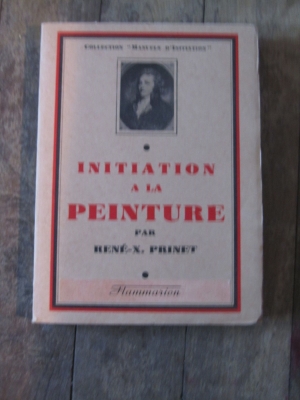 COLLECTION "MANUELS D'INITIATION"
INITIATION
A LA
PEINTURE
PAR
RENÉ-X. PRINET
Flammarion